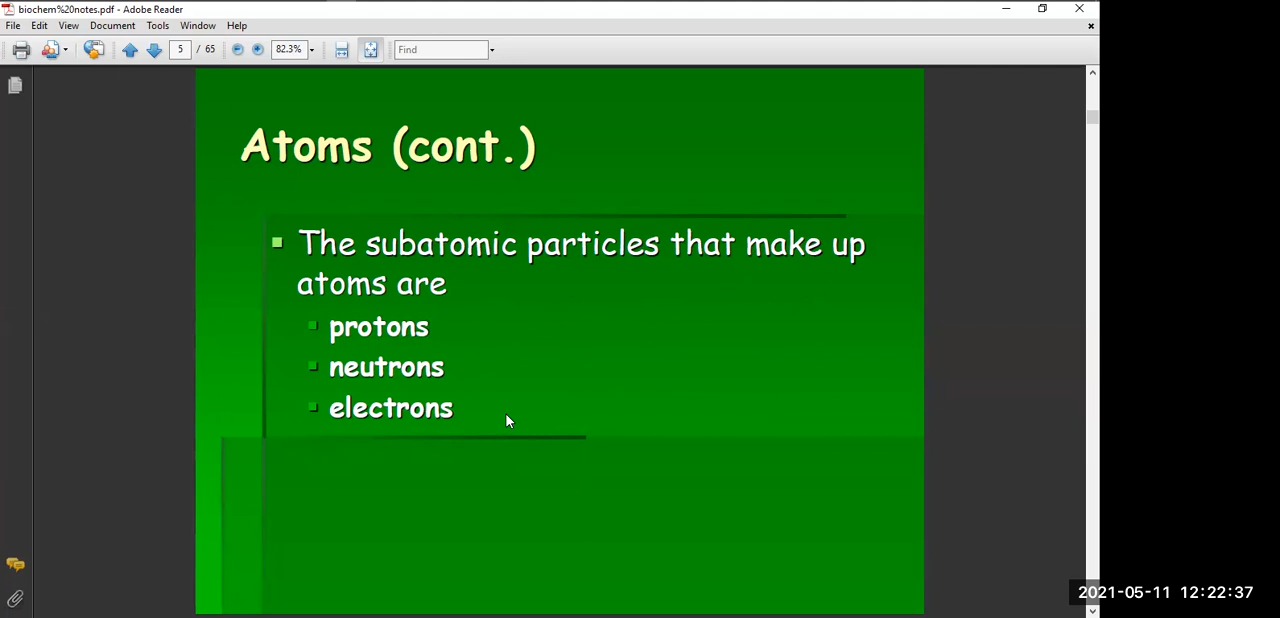 biochem%20notes.pdf - Adobe Reader
File Edit View Document Tools Window Help
5 / 65 82.3% Find
Atoms (cont.)
The subatomic particles that make up
atoms are
protons
neutrons
electrons
2021-05-11 12:22:37